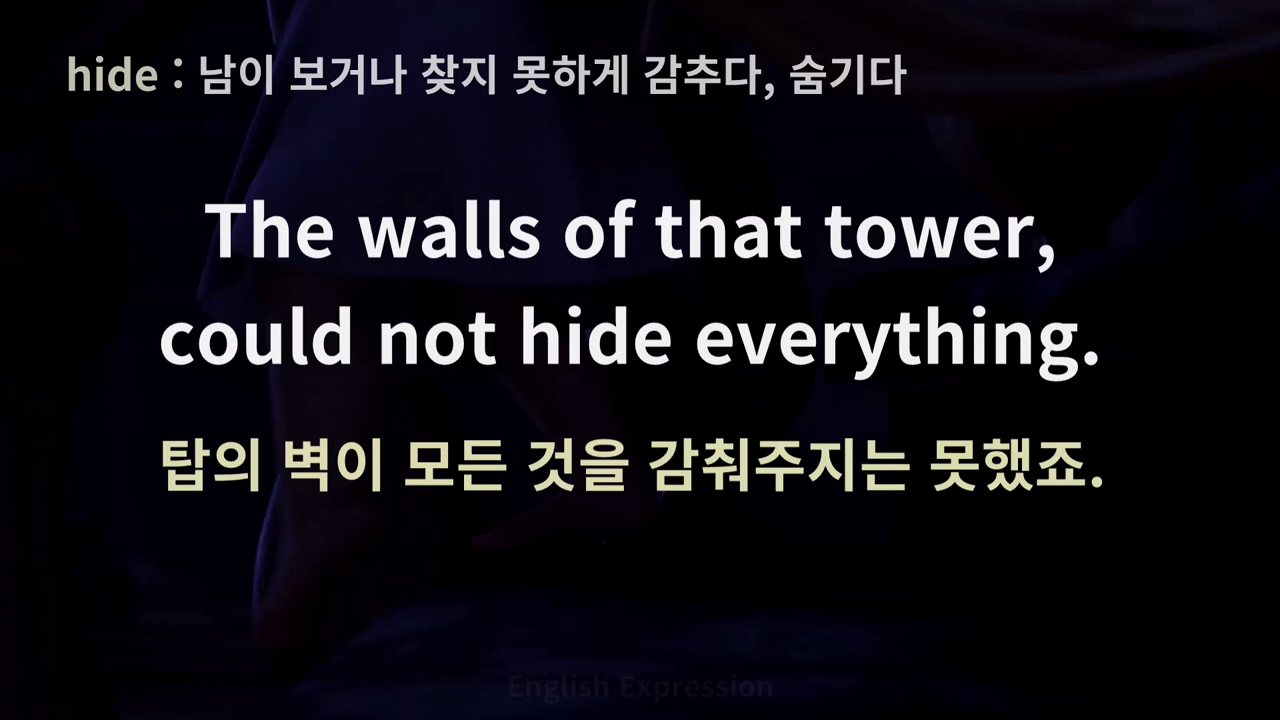 hide : 남이 보거나 찾지 못하게 감추다, 숨기다
The walls of that tower,
could not hide everything.
탑의 벽이 모든 것을 감춰주지는 못했죠.
English Expression